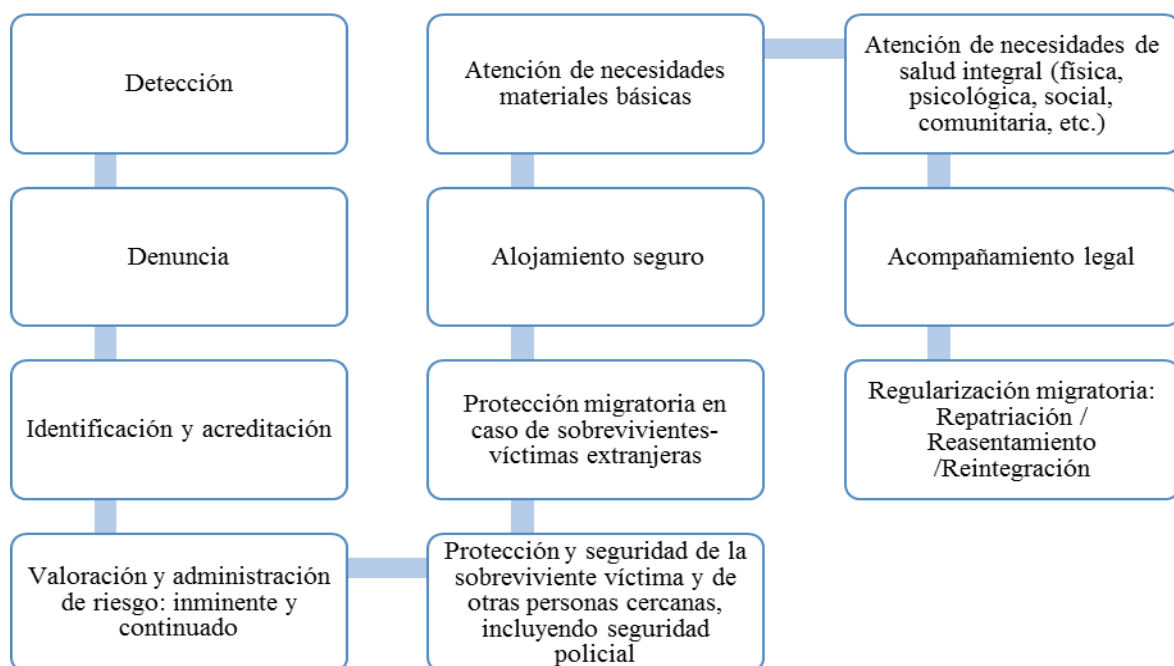 Detección
Denuncia
Identificación y acreditación
Valoración y administración
de riesgo: inminente y
continuado
Protección y seguridad de la
sobreviviente víctima y de
otras personas cercanas,
incluyendo seguridad
policial
Protección migratoria en
caso de sobrevivientes-
víctimas extranjeras
Alojamiento seguro
Atención de necesidades
materiales básicas
Atención de necesidades de
salud integral (física,
psicológica, social,
comunitaria, etc.)
Acompañamiento legal
Regularización migratoria:
Repatriación /
Reasentamiento
/Reintegración